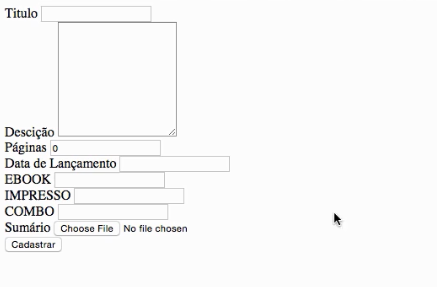 Titulo
Descição
Páginas 0
Data de Lançamento
EBOOK
IMPRESSO
COMBO
Sumário Choose File No file chosen
Cadastrar